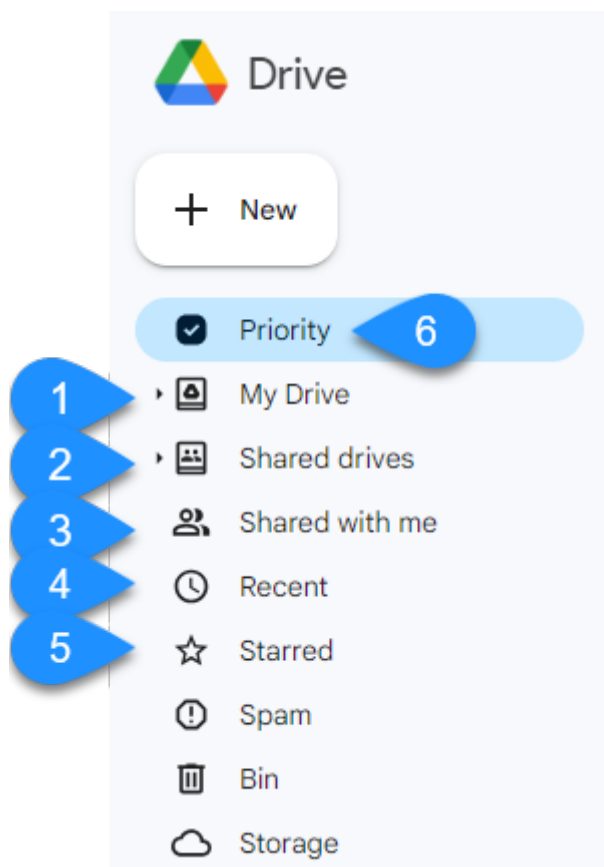 Drive
+ New
Priority 6
1 My Drive
2 Shared drives
3 Shared with me
4 Recent
5 Starred
Spam
Bin
Storage